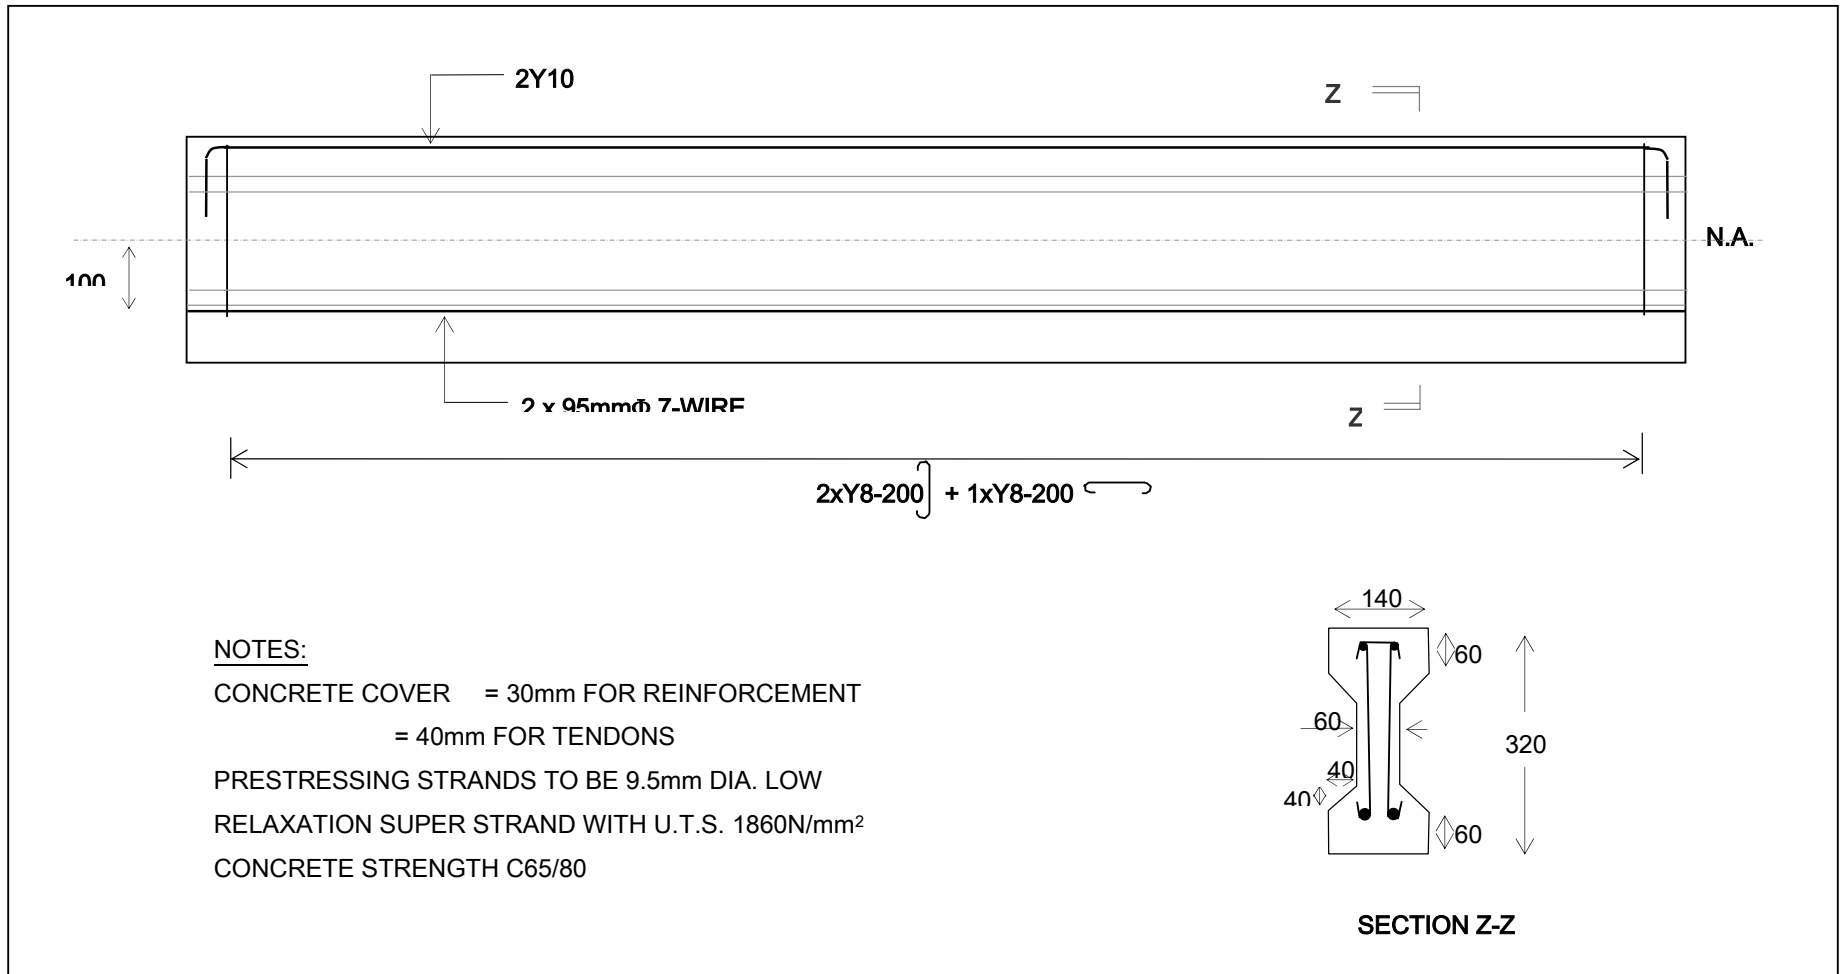 2Y10
Z
N.A.
100
2 x 95mmΦ 7-WIRE
Z
2xY8-200 + 1xY8-200
140
NOTES:
60
CONCRETE COVER = 30mm FOR REINFORCEMENT
60
= 40mm FOR TENDONS
320
40
PRESTRESSING STRANDS TO BE 9.5mm DIA. LOW
40
RELAXATION SUPER STRAND WITH U.T.S. 1860N/mm²
60
CONCRETE STRENGTH C65/80
SECTION Z-Z